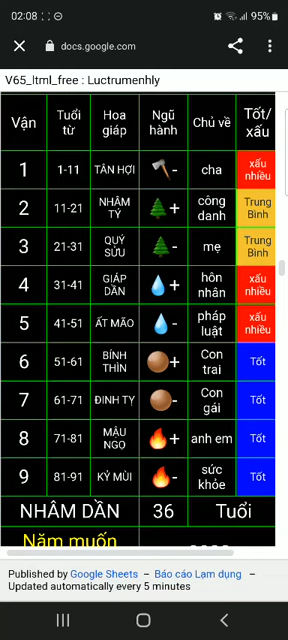 02:08
95%
docs.google.com
V65_ltml_free : Luctrumenhly
Vận Tuổi từ Hoa giáp Ngũ hành Chủ về Tốt/ xấu
1 1-11 TÂN HỢI - cha xấu nhiều
2 11-21 NHÂM TÝ + công danh Trung Bình
3 21-31 QUÝ SỬU - mẹ Trung Bình
4 31-41 GIÁP DẦN + hôn nhân xấu nhiều
5 41-51 ẤT MÃO - pháp luật xấu nhiều
6 51-61 BÍNH THÌN + Con trai Tốt
7 61-71 ĐINH TỴ - Con gái Tốt
8 71-81 MẬU NGỌ + anh em Tốt
9 81-91 KỶ MÙI - sức khỏe Tốt
NHÂM DẦN 36 Tuổi
Năm muốn
Published by Google Sheets – Báo cáo Lạm dụng –
Updated automatically every 5 minutes